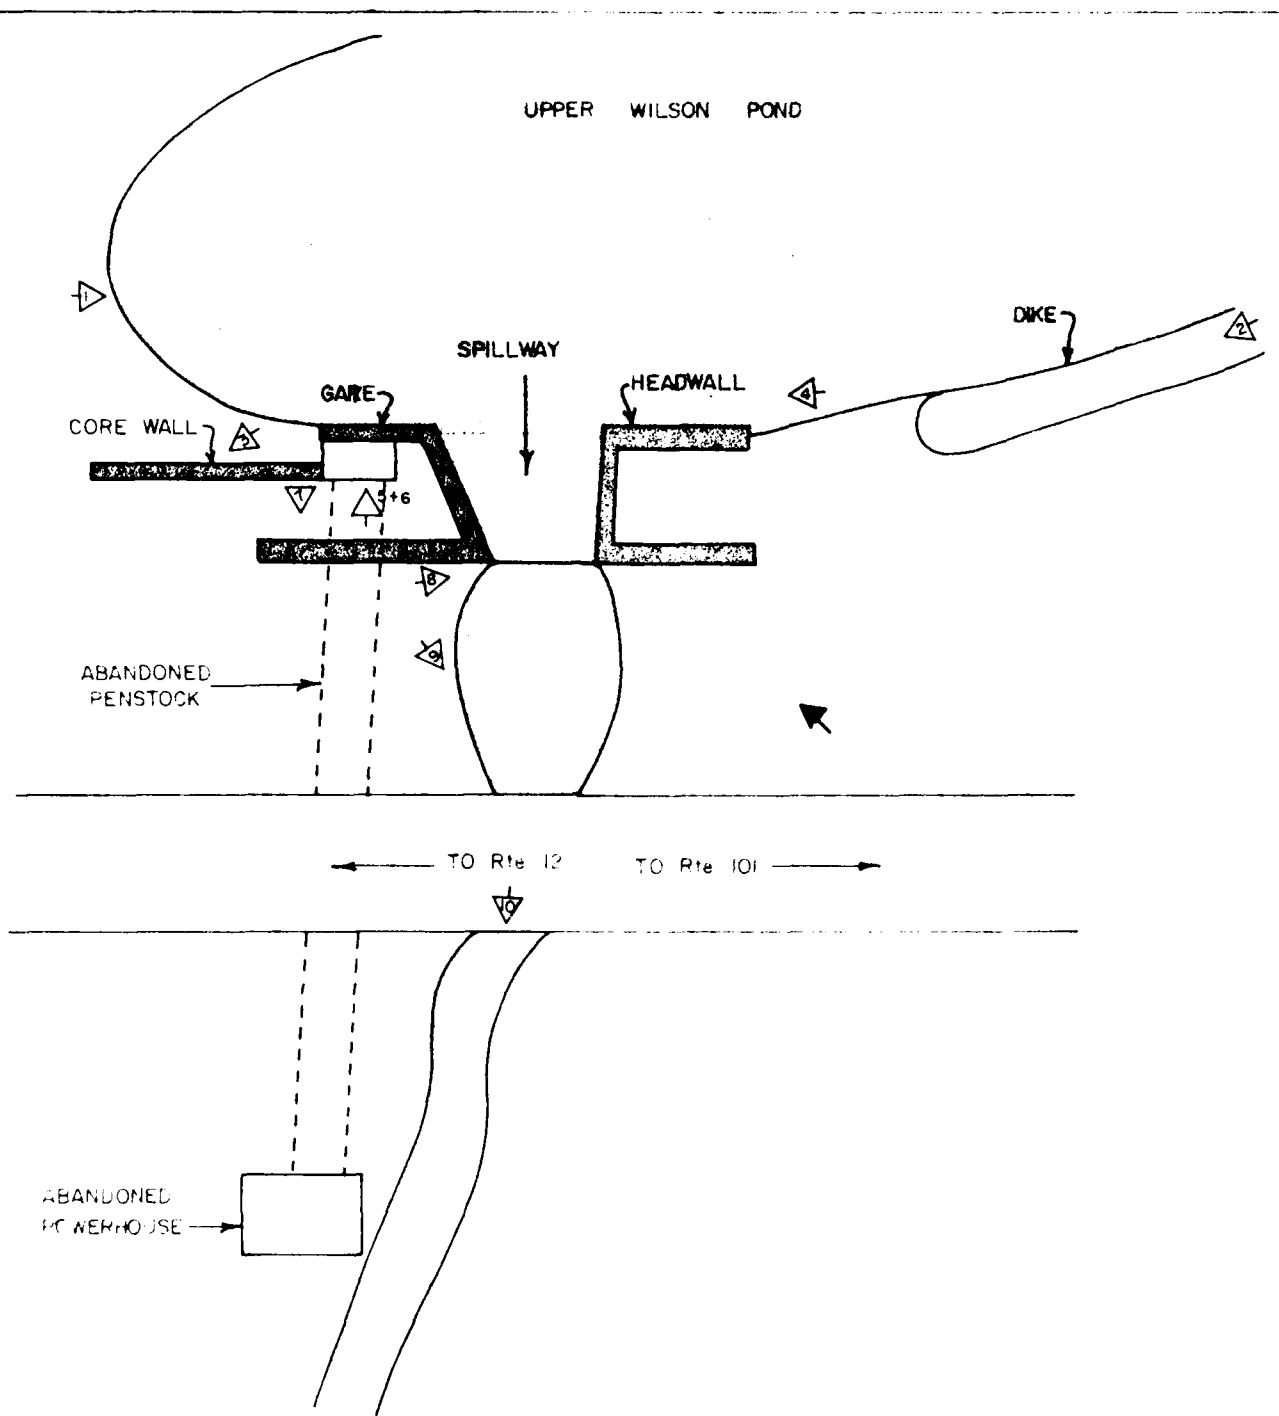 UPPER WILSON POND
1
DIKE
2
SPILLWAY
HEADWALL
4
CORE WALL
3
7
5+6
8
9
ABANDONED
PENSTOCK
TO Rte 12 TO Rte 101
10
ABANDONED
POWERHOUSE